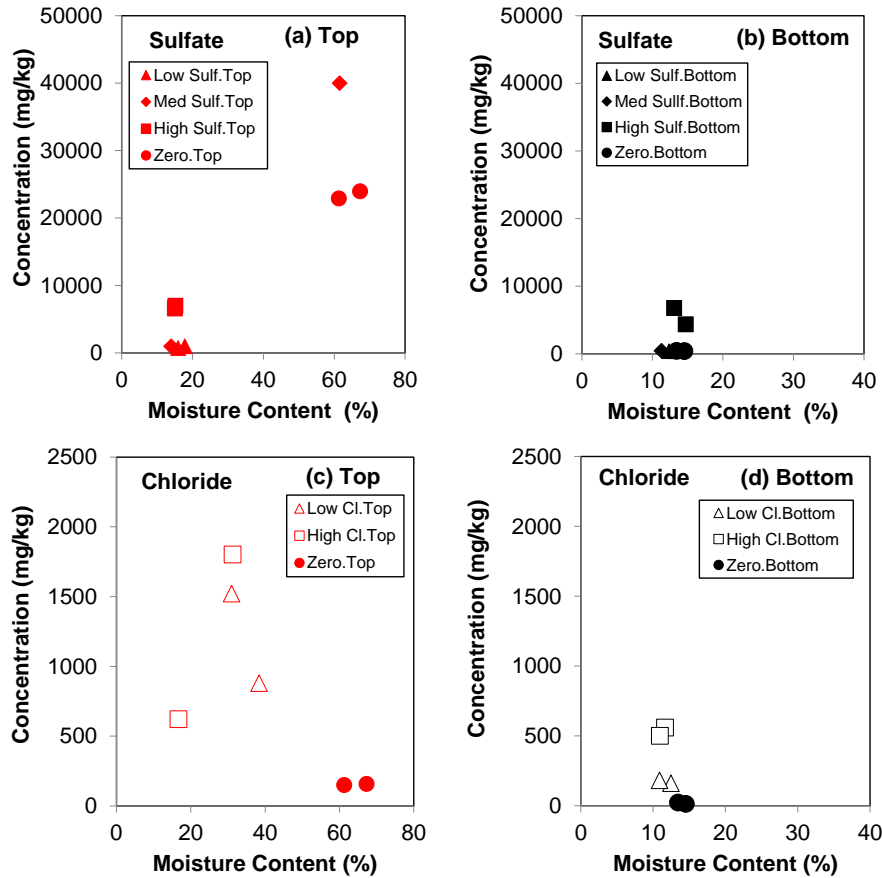 Sulfate
(a) Top
Low Sulf.Top
Med Sulf.Top
High Sulf.Top
Zero.Top
Concentration (mg/kg)
50000
40000
30000
20000
10000
0
0 20 40 60 80
Moisture Content (%)
Sulfate
(b) Bottom
Low Sulf.Bottom
Med Sullf.Bottom
High Sulf.Bottom
Zero.Bottom
Concentration (mg/kg)
50000
40000
30000
20000
10000
0
0 10 20 30 40
Moisture Content (%)
Chloride
(c) Top
Low Cl.Top
High Cl.Top
Zero.Top
Concentration (mg/kg)
2500
2000
1500
1000
500
0
0 20 40 60 80
Moisture Content (%)
Chloride
(d) Bottom
Low Cl.Bottom
High Cl.Bottom
Zero.Bottom
Concentration (mg/kg)
2500
2000
1500
1000
500
0
0 10 20 30 40
Moisture Content (%)